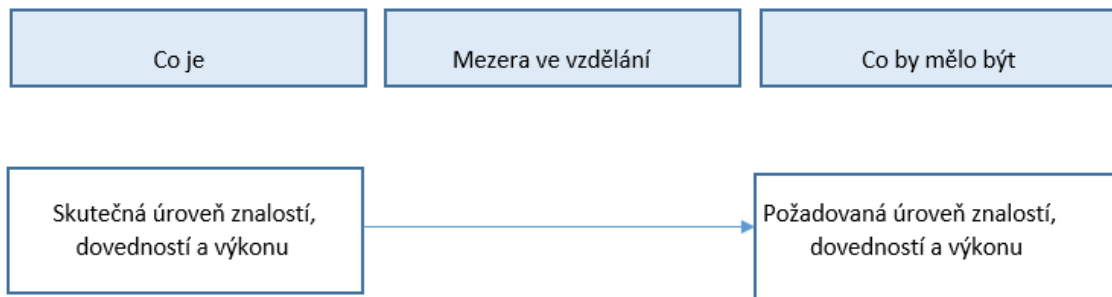 Co je
Mezera ve vzdělání
Co by mělo být
Skutečná úroveň znalostí,
dovedností a výkonu
Požadovaná úroveň znalostí,
dovedností a výkonu